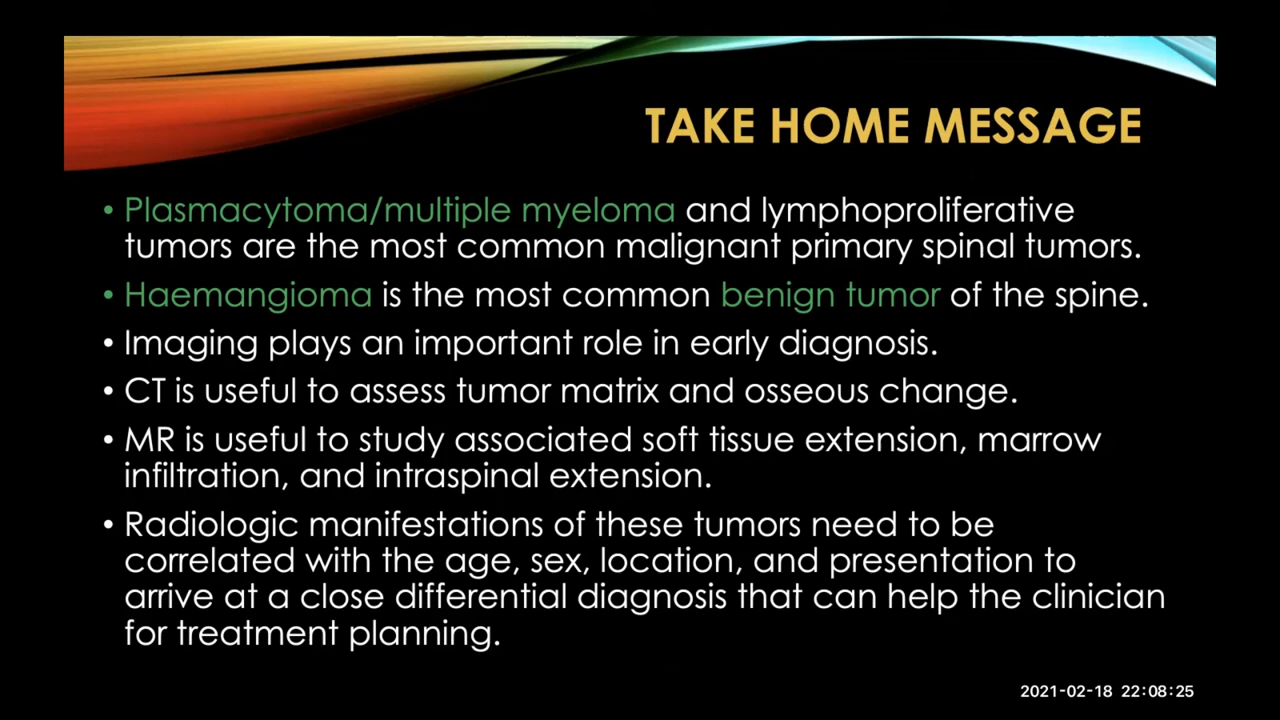 TAKE HOME MESSAGE
• Plasmacytoma/multiple myeloma and lymphoproliferative
tumors are the most common malignant primary spinal tumors.
• Haemangioma is the most common benign tumor of the spine.
• Imaging plays an important role in early diagnosis.
• CT is useful to assess tumor matrix and osseous change.
• MR is useful to study associated soft tissue extension, marrow
infiltration, and intraspinal extension.
• Radiologic manifestations of these tumors need to be
correlated with the age, sex, location, and presentation to
arrive at a close differential diagnosis that can help the clinician
for treatment planning.
2021-02-18 22:08:25